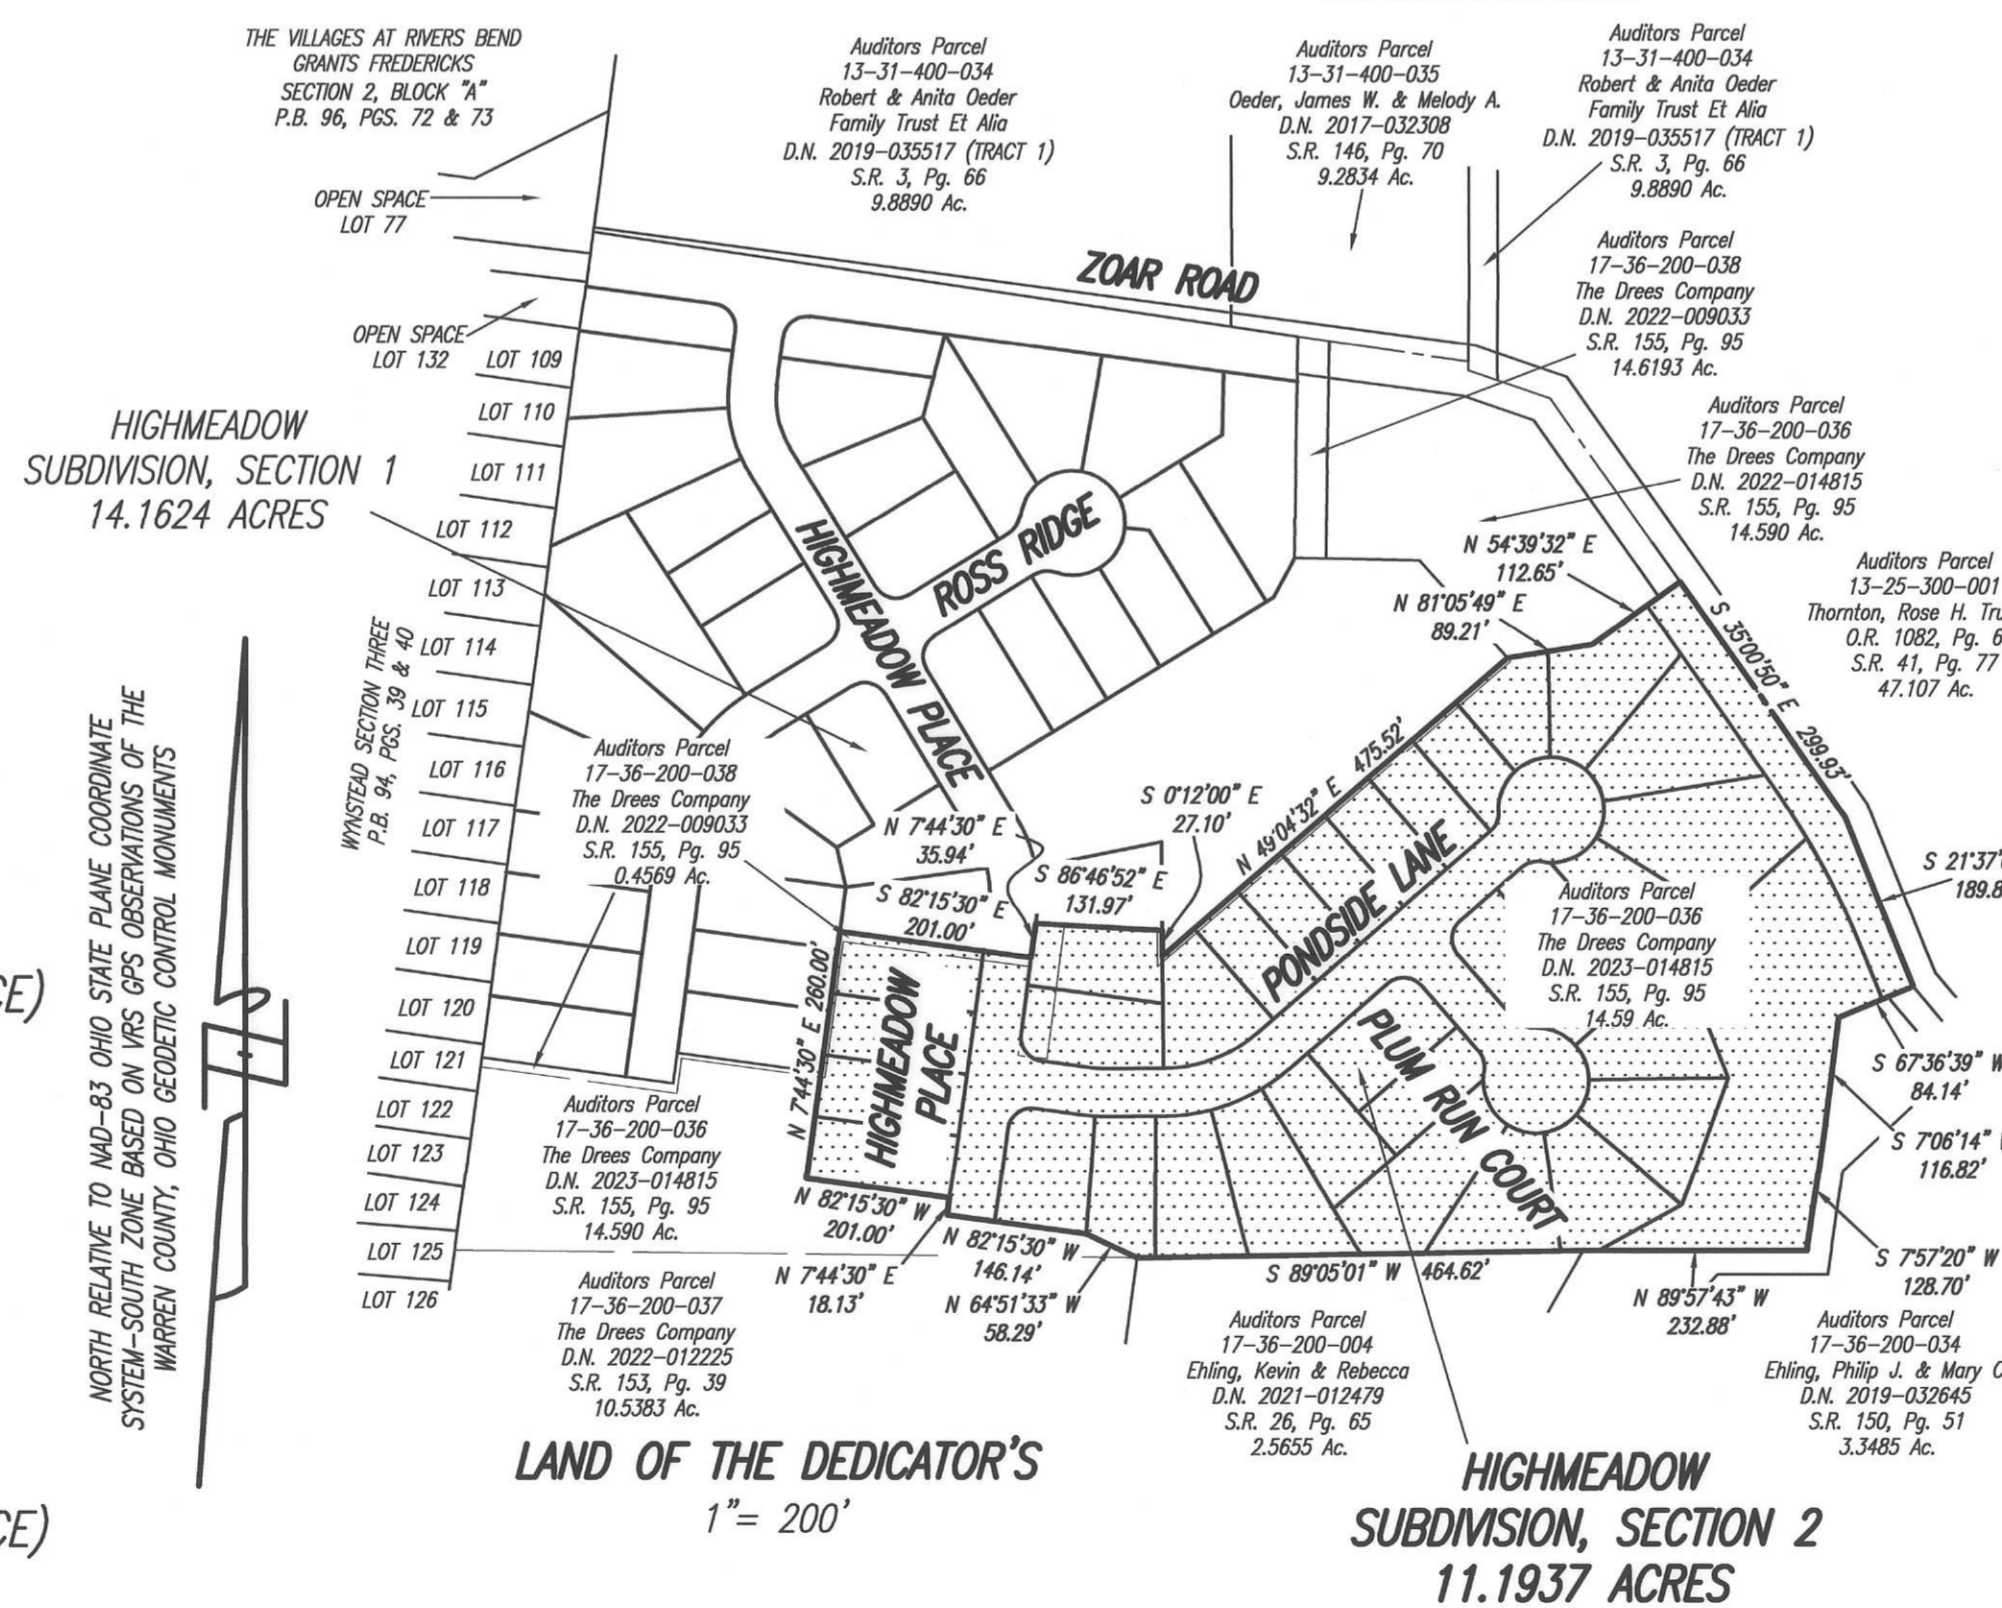 THE VILLAGES AT RIVERS BEND
GRANTS FREDERICKS
SECTION 2, BLOCK "A"
P.B. 96, PGS. 72 & 73
Auditors Parcel
13-31-400-034
Robert & Anita Oeder
Family Trust Et Alia
D.N. 2019-035517 (TRACT 1)
S.R. 3, Pg. 66
9.8890 Ac.
Auditors Parcel
13-31-400-035
Oeder, James W. & Melody A.
D.N. 2017-032308
S.R. 146, Pg. 70
9.2834 Ac.
Auditors Parcel
13-31-400-034
Robert & Anita Oeder
Family Trust Et Alia
D.N. 2019-035517 (TRACT 1)
S.R. 3, Pg. 66
9.8890 Ac.
OPEN SPACE
LOT 77
ZOAR ROAD
Auditors Parcel
17-36-200-038
The Drees Company
D.N. 2022-009033
S.R. 155, Pg. 95
14.6193 Ac.
OPEN SPACE
LOT 132
Auditors Parcel
17-36-200-036
The Drees Company
D.N. 2022-014815
S.R. 155, Pg. 95
14.590 Ac.
HIGHMEADOW
SUBDIVISION, SECTION 1
14.1624 ACRES
LOT 109
LOT 110
LOT 111
LOT 112
LOT 113
LOT 114
LOT 115
LOT 116
LOT 117
LOT 118
LOT 119
LOT 120
LOT 121
LOT 122
LOT 123
LOT 124
LOT 125
LOT 126
WYNSTEAD SECTION THREE
P.B. 94, PGS. 39 & 40
HIGHMEADOW PLACE
ROSS RIDGE
N 54°39'32" E
112.65'
N 81°05'49" E
89.21'
S 35°00'50" E 299.93'
Auditors Parcel
13-25-300-001
Thornton, Rose H. Tru
O.R. 1082, Pg. 6
S.R. 41, Pg. 77
47.107 Ac.
NORTH RELATIVE TO NAD-83 OHIO STATE PLANE COORDINATE
SYSTEM-SOUTH ZONE BASED ON VRS GPS OBSERVATIONS OF THE
WARREN COUNTY, OHIO GEODETIC CONTROL MONUMENTS
Auditors Parcel
17-36-200-038
The Drees Company
D.N. 2022-009033
S.R. 155, Pg. 95
0.4569 Ac.
N 7°44'30" E
35.94'
S 82°15'30" E
201.00'
S 0°12'00" E
27.10'
S 86°46'52" E
131.97'
N 49°04'32" E 475.52'
PONDSIDE LANE
Auditors Parcel
17-36-200-036
The Drees Company
D.N. 2023-014815
S.R. 155, Pg. 95
14.59 Ac.
S 21°37'
189.8
N 7°44'30" E 260.00'
HIGHMEADOW
PLACE
PLUM RUN COURT
S 67°36'39" W
84.14'
S 7°06'14"
116.82'
S 7°57'20" W
128.70'
CE)
Auditors Parcel
17-36-200-036
The Drees Company
D.N. 2023-014815
S.R. 155, Pg. 95
14.590 Ac.
N 82°15'30" W
201.00'
N 7°44'30" E
18.13'
N 82°15'30" W
146.14'
N 64°51'33" W
58.29'
S 89°05'01" W 464.62'
N 89°57'43" W
232.88'
Auditors Parcel
17-36-200-037
The Drees Company
D.N. 2022-012225
S.R. 153, Pg. 39
10.5383 Ac.
Auditors Parcel
17-36-200-004
Ehling, Kevin & Rebecca
D.N. 2021-012479
S.R. 26, Pg. 65
2.5655 Ac.
Auditors Parcel
17-36-200-034
Ehling, Philip J. & Mary C
D.N. 2019-032645
S.R. 150, Pg. 51
3.3485 Ac.
LAND OF THE DEDICATOR'S
1"= 200'
HIGHMEADOW
SUBDIVISION, SECTION 2
11.1937 ACRES
CE)